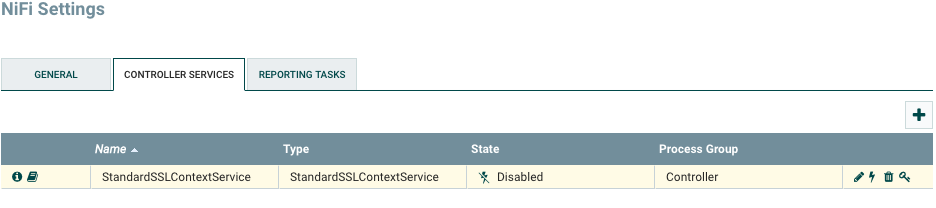 NiFi Settings
GENERAL CONTROLLER SERVICES REPORTING TASKS
Name Type State Process Group
StandardSSLContextService StandardSSLContextService Disabled Controller